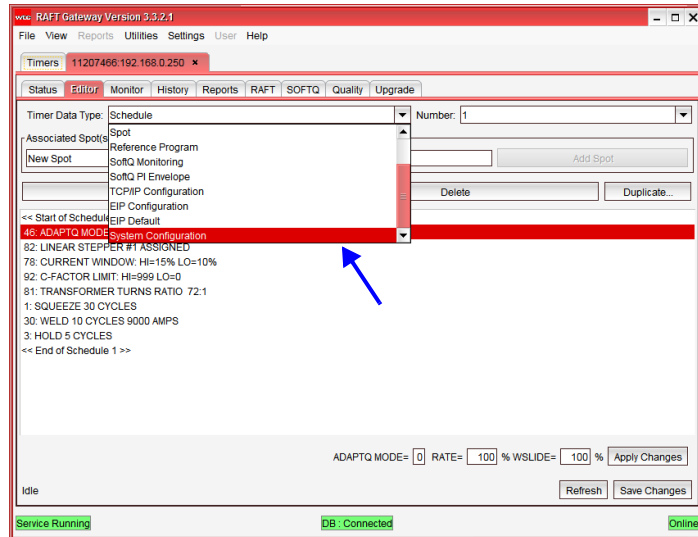 WTC RAFT Gateway Version 3.3.2.1
File View Reports Utilities Settings User Help
Timers 11207466:192.168.0.250 ×
Status Editor Monitor History Reports RAFT SOFTQ Quality Upgrade
Timer Data Type: Schedule Number: 1
Associated Spot(s
New Spot Add Spot
Spot
Reference Program
SoftQ Monitoring
SoftQ PI Envelope
TCP/IP Configuration
EIP Configuration
EIP Default
System Configuration
Delete Duplicate...
<< Start of Schedule
46: ADAPTQ MODE
82: LINEAR STEPPER #1 ASSIGNED
78: CURRENT WINDOW: HI=15% LO=10%
92: C-FACTOR LIMIT: HI=999 LO=0
81: TRANSFORMER TURNS RATIO 72:1
1: SQUEEZE 30 CYCLES
30: WELD 10 CYCLES 9000 AMPS
3: HOLD 5 CYCLES
<< End of Schedule 1 >>
ADAPTQ MODE= 0 RATE= 100 % WSLIDE= 100 % Apply Changes
Idle Refresh Save Changes
Service Running DB : Connected Online